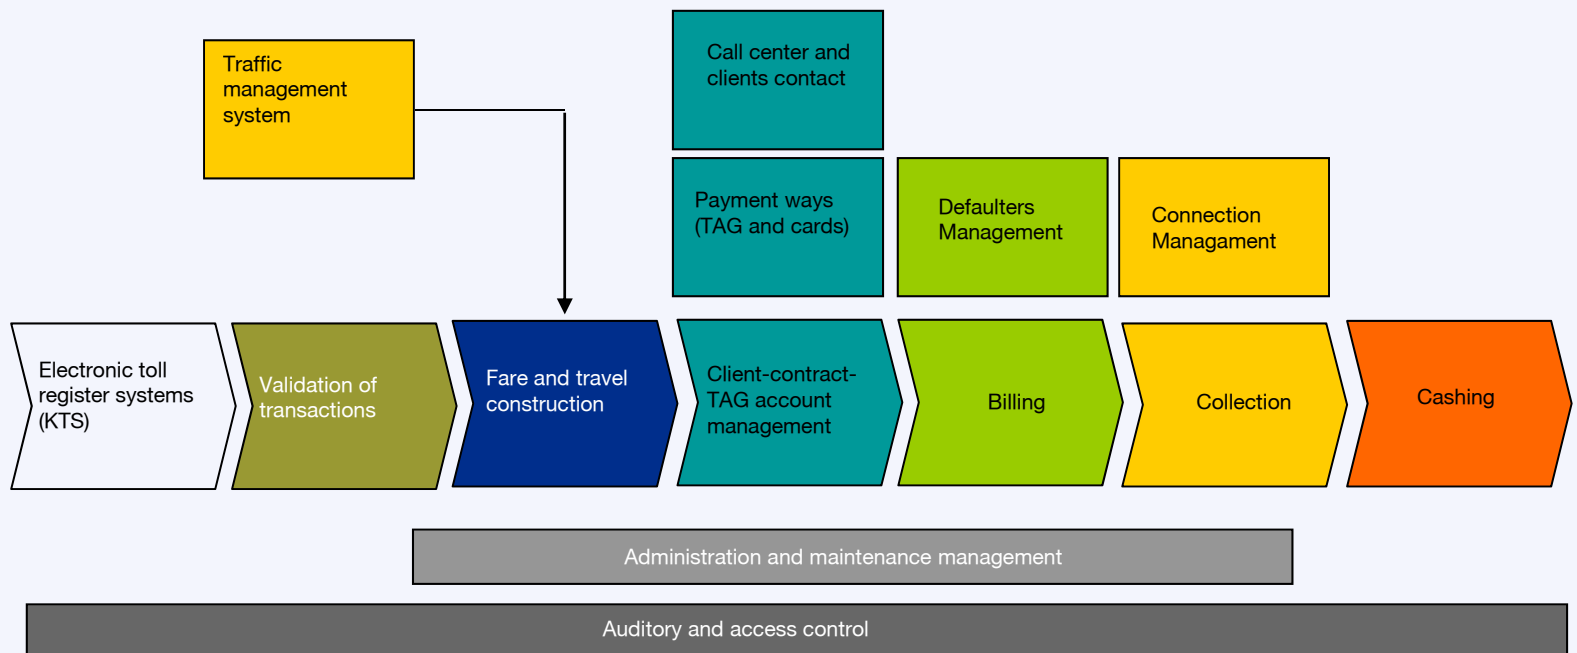 Call center and
clients contact
Traffic
management
system
Payment ways
(TAG and cards)
Defaulters
Management
Connection
Managament
Electronic toll
register systems
(KTS)
Validation of
transactions
Fare and travel
construction
Client-contract-
TAG account
management
Billing
Collection
Cashing
Administration and maintenance management
Auditory and access control